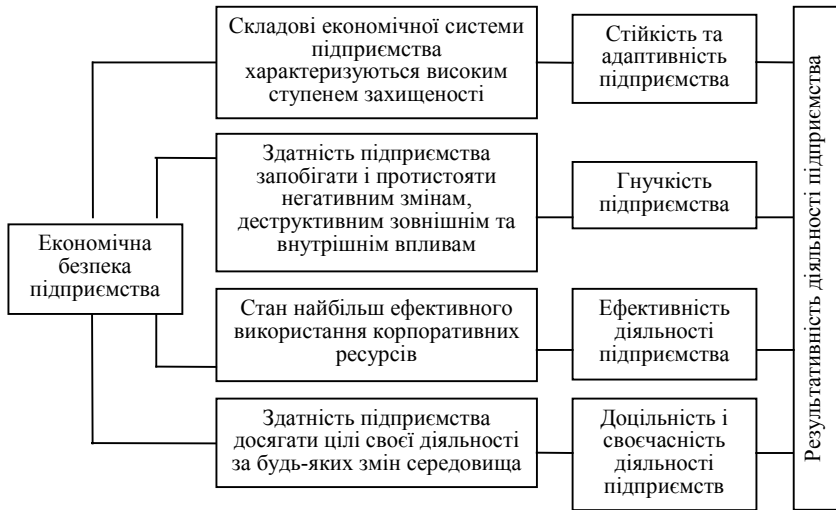 Складові економічної системи
підприємства
характеризуються високим
ступенем захищеності
Стійкість та
адаптивність
підприємства
Здатність підприємства
запобігати і протистояти
негативним змінам,
деструктивним зовнішнім та
внутрішнім впливам
Гнучкість
підприємства
Економічна
безпека
підприємства
Стан найбільш ефективного
використання корпоративних
ресурсів
Ефективність
діяльності
підприємства
Здатність підприємства
досягати цілі своєї діяльності
за будь-яких змін середовища
Доцільність і
своєчасність
діяльності
підприємств
Результативність діяльності підприємства